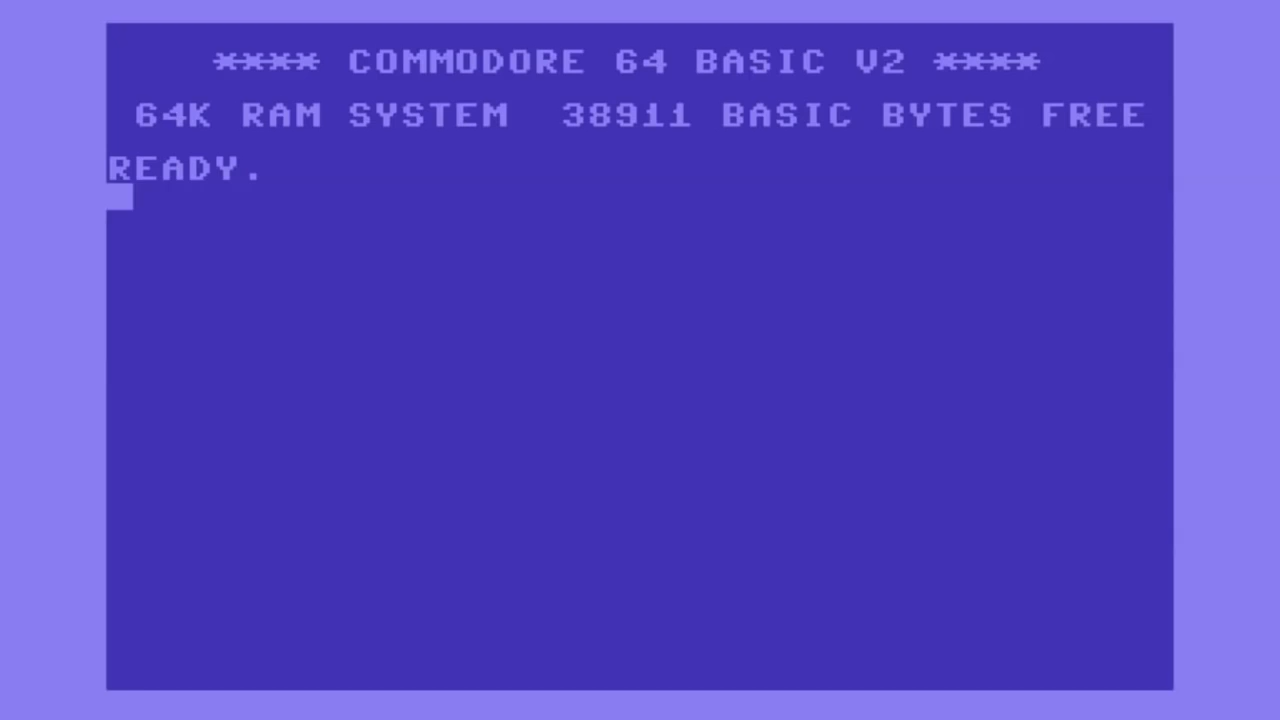 **** COMMODORE 64 BASIC V2 ****
64K RAM SYSTEM  38911 BASIC BYTES FREE
READY.